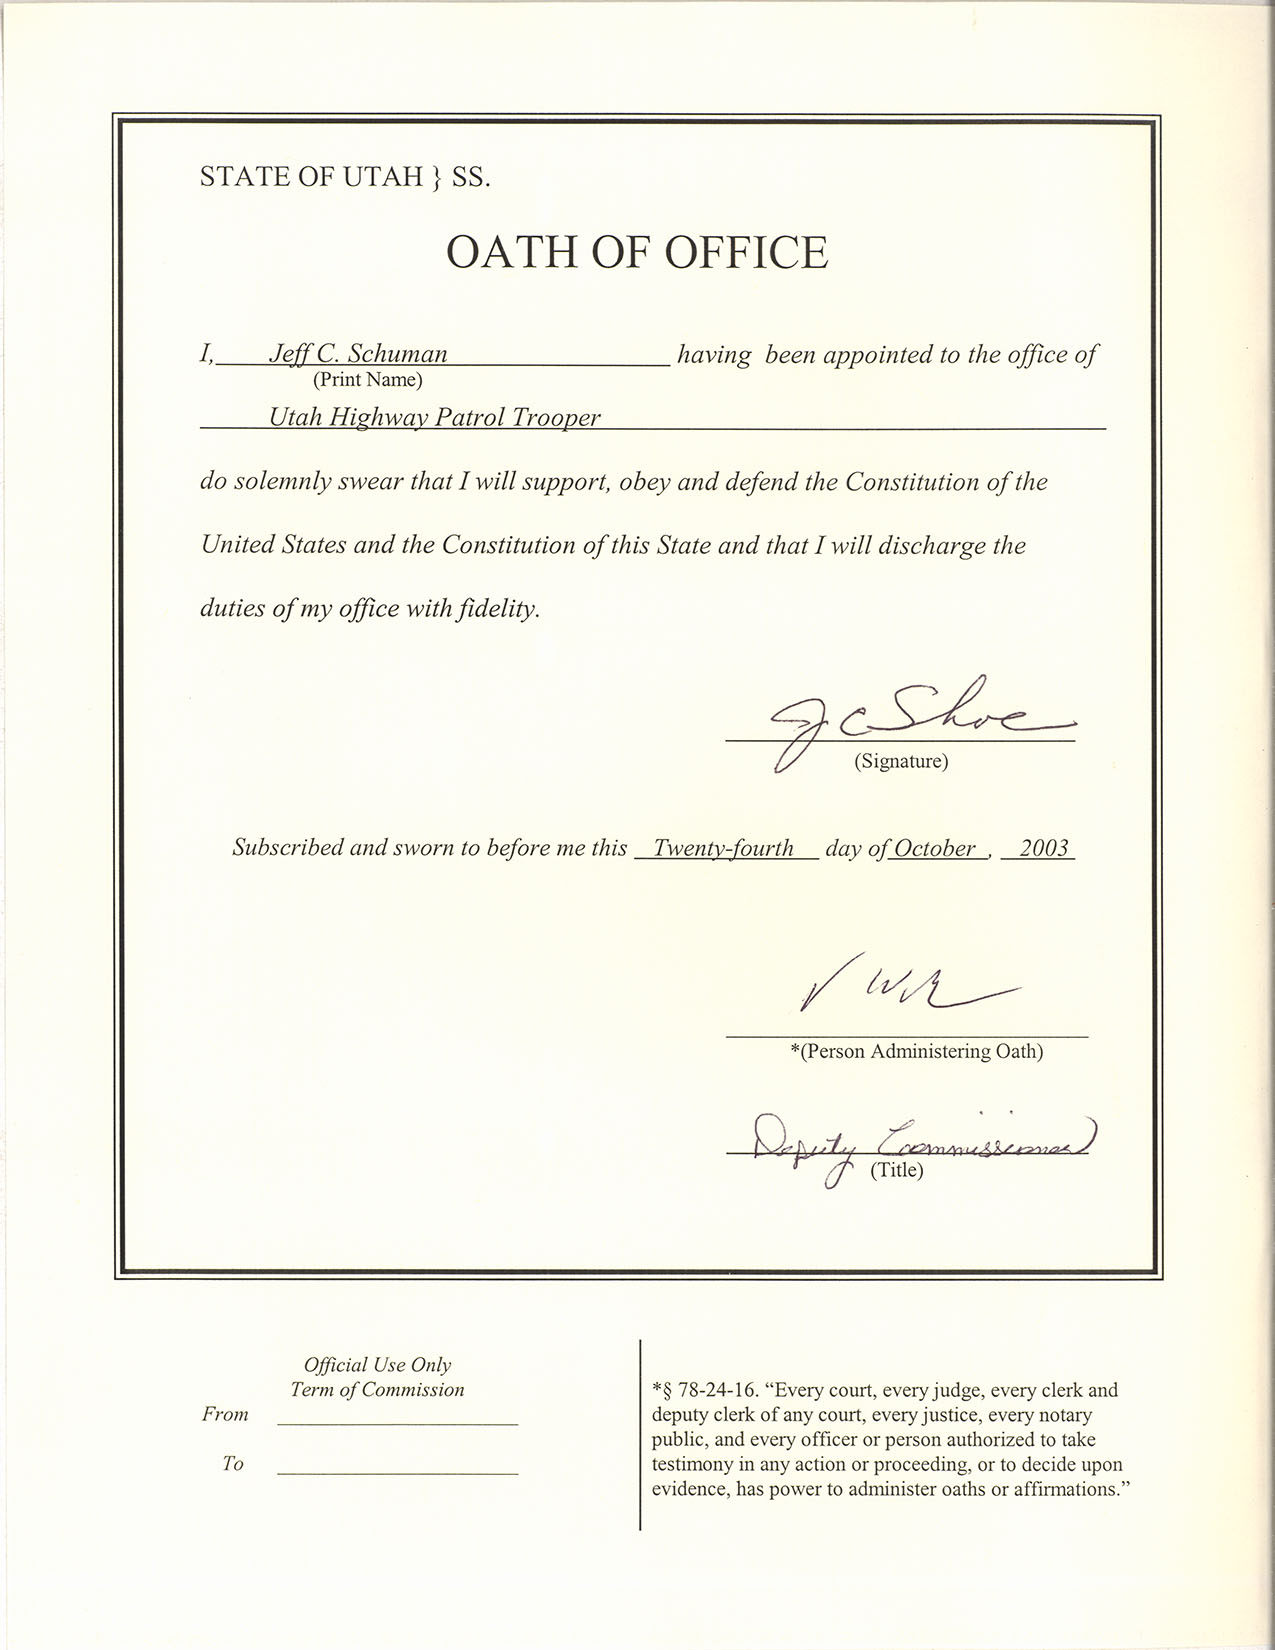 STATE OF UTAH } SS.
OATH OF OFFICE
I, Jeff C. Schuman having been appointed to the office of
(Print Name)
Utah Highway Patrol Trooper
do solemnly swear that I will support, obey and defend the Constitution of the
United States and the Constitution of this State and that I will discharge the
duties of my office with fidelity.
(Signature)
Subscribed and sworn to before me this Twenty-fourth day of October , 2003
*(Person Administering Oath)
Deputy Commissioner
(Title)
Official Use Only
Term of Commission
From
To
*§ 78-24-16. “Every court, every judge, every clerk and
deputy clerk of any court, every justice, every notary
public, and every officer or person authorized to take
testimony in any action or proceeding, or to decide upon
evidence, has power to administer oaths or affirmations.”